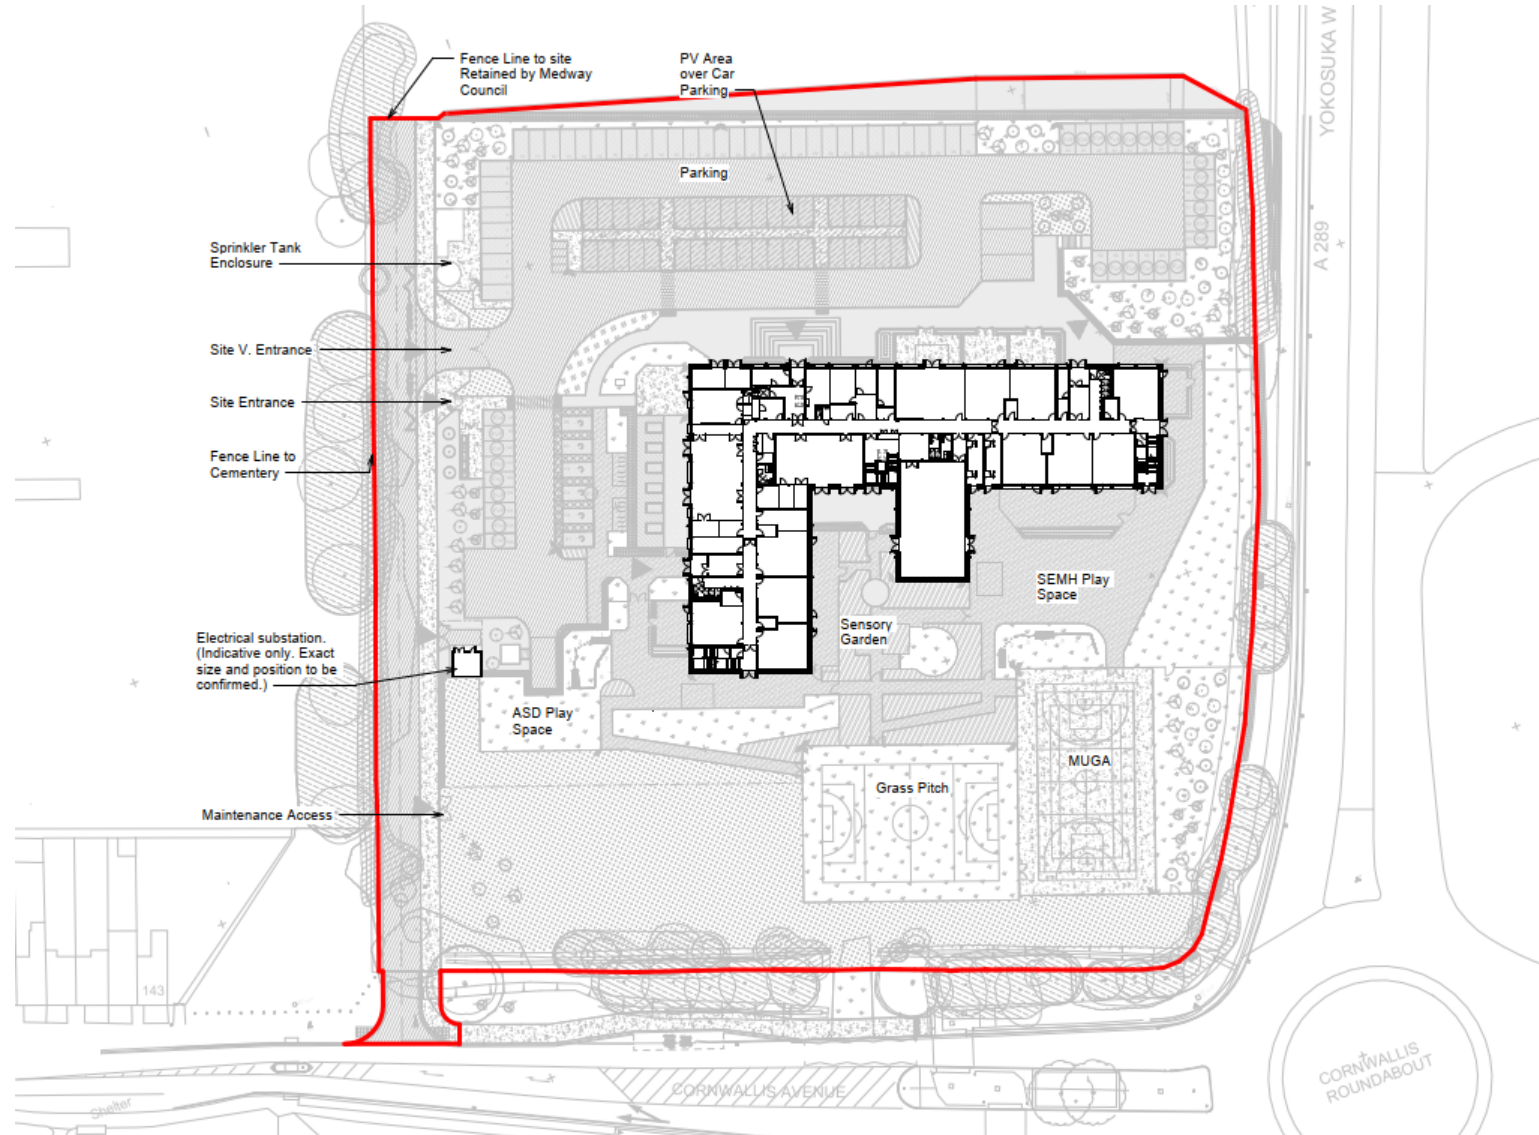 Fence Line to site
Retained by Medway
Council
PV Area
over Car
Parking
YOKOSUKA W
Parking
A 289
Sprinkler Tank
Enclosure
Site V. Entrance
Site Entrance
Fence Line to
Cementery
SEMH Play
Space
Sensory
Garden
Electrical substation.
(Indicative only. Exact
size and position to be
confirmed.)
ASD Play
Space
MUGA
Grass Pitch
Maintenance Access
143
CORNWALLIS
ROUNDABOUT
CORNWALLIS AVENUE
Shelter